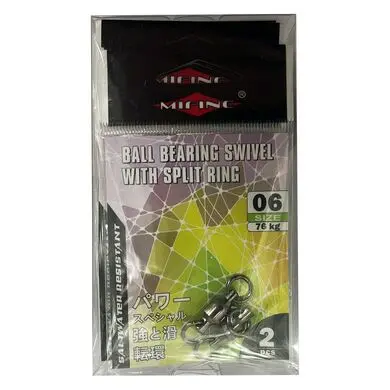 MIFINE
MIFINE ®
BALL BEARING SWIVEL
WITH SPLIT RING
06
SIZE
76 kg
SALTWATER RESISTANT
パワー
スペシャル
強と滑
転環
2
PCS